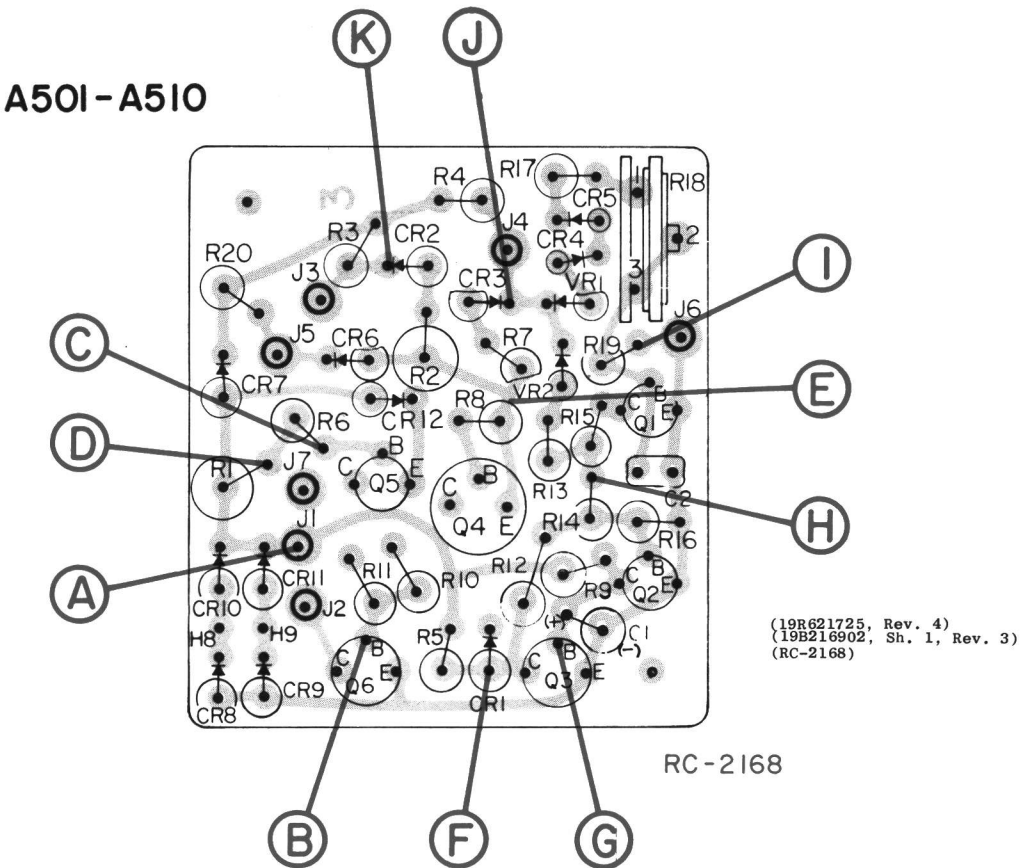 K
J
A501-A510
R17
R4
R18
CR5
J4
R3
CR2
CR4
2
R20
3
I
J3
CR3
VR1
J6
J5
C
CR6
R7
R19
R2
VR2
E
CR7
CR12
R8
B
C
E
Q1
R6
R15
D
B
R1
J7
C
Q5
E
B
R13
C2
C
Q4
E
H
J1
R14
R16
A
R11
R10
R12
B
CR10
CR11
R9
C
Q2
E
J2
H8
H9
R5
(+)
C1
(-)
(19R621725, Rev. 4)
(19B216902, Sh. 1, Rev. 3)
(RC-2168)
B
C
Q6
E
B
C
Q3
E
CR8
CR9
CR1
RC-2168
B
F
G